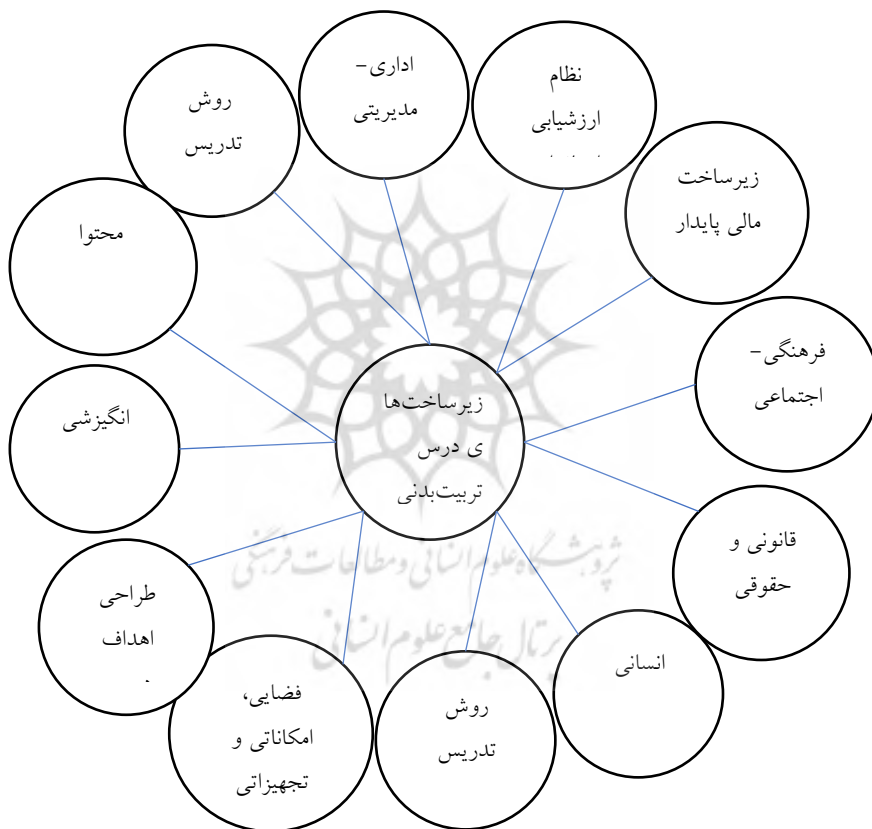 نظام
ارزشیابی
اداری-
مدیریتی
روش
تدریس
زیرساخت
مالی پایدار
محتوا
فرهنگی-
اجتماعی
انگیزشی
زیرساخت‌ها
ی درس
تربیت‌بدنی
قانونی و
حقوقی
طراحی
اهداف
انسانی
فضایی،
امکاناتی و
تجهیزاتی
روش
تدریس
پژوهشگاه علوم انسانی و مطالعات فرهنگی
پرتال جامع علوم انسانی